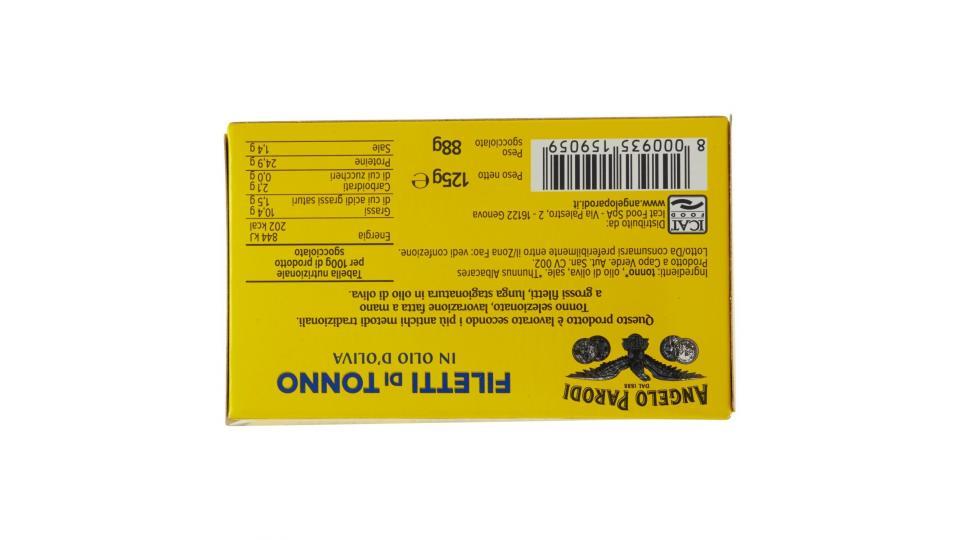 ANGELO PARODI
DAL 1888
FILETTI DI TONNO
IN OLIO D'OLIVA
Questo prodotto è lavorato secondo i più antichi metodi tradizionali.
Tonno selezionato, lavorazione fatta a mano
a grossi filetti, lunga stagionatura in olio di oliva.
Ingredienti: tonno*, olio di oliva, sale. *Thunnus Albacares
Prodotto a Capo Verde. Aut. San. CV 002.
Lotto/Da consumarsi preferibilmente entro il/Zona Fao: vedi confezione.
ICAT
FOOD
Distribuito da:
Icat Food SpA - Via Palestro, 2 - 16122 Genova
www.angeloparodi.it
8 000935 159059
Peso netto 125g e
Peso sgocciolato 88g
Tabella nutrizionale
per 100g di prodotto
sgocciolato
Energia 844 kJ
202 kcal
Grassi 10,4 g
di cui acidi grassi saturi 1,5 g
Carboidrati 2,1 g
di cui zuccheri 0,0 g
Proteine 24,9 g
Sale 1,4 g